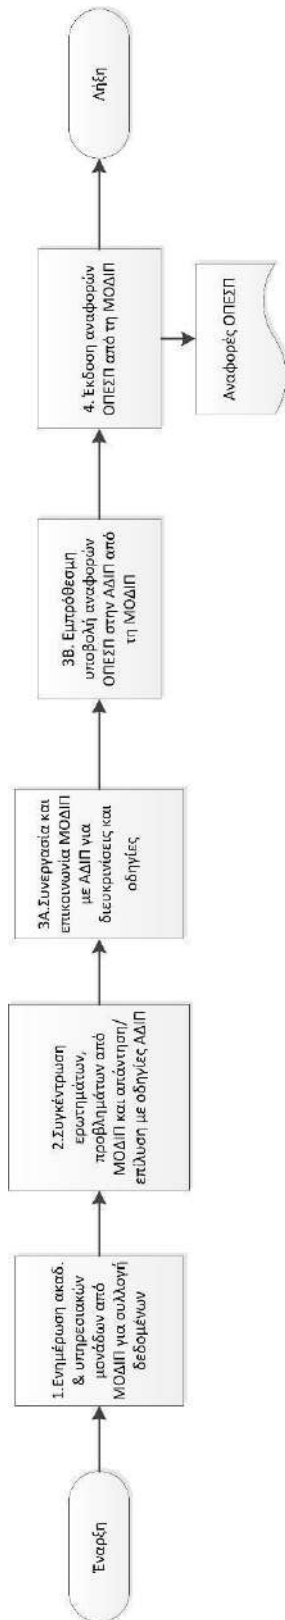 Έναρξη
1.Ενημέρωση ακαδ.
& υπηρεσιακών
μονάδων από
ΜΟΔΙΠ για συλλογή
δεδομένων
2.Συγκέντρωση
ερωτημάτων,
προβλημάτων από
ΜΟΔΙΠ και απάντηση/
επίλυση με οδηγίες ΑΔΙΠ
3Α.Συνεργασία και
επικοινωνία ΜΟΔΙΠ
με ΑΔΙΠ για
διευκρινίσεις και
οδηγίες
3Β. Εμπρόθεσμη
υποβολή αναφορών
ΟΠΕΣΠ στην ΑΔΙΠ από
τη ΜΟΔΙΠ
4. Έκδοση αναφορών
ΟΠΕΣΠ από τη ΜΟΔΙΠ
Αναφορές ΟΠΕΣΠ
Λήξη